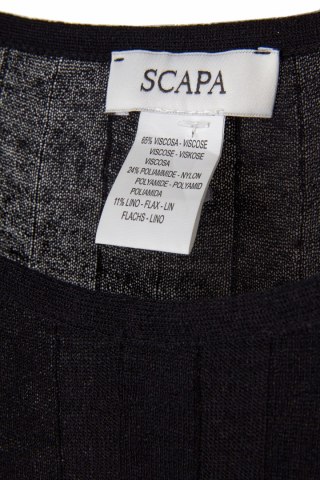 SCAPA
65% VISCOSA - VISCOSE
VISCOSE - VISKOSE
VISCOSA
24% POLIAMMIDE - NYLON
POLYAMIDE - POLYAMID
POLIAMIDA
11% LINO - FLAX - LIN
FLACHS - LINO